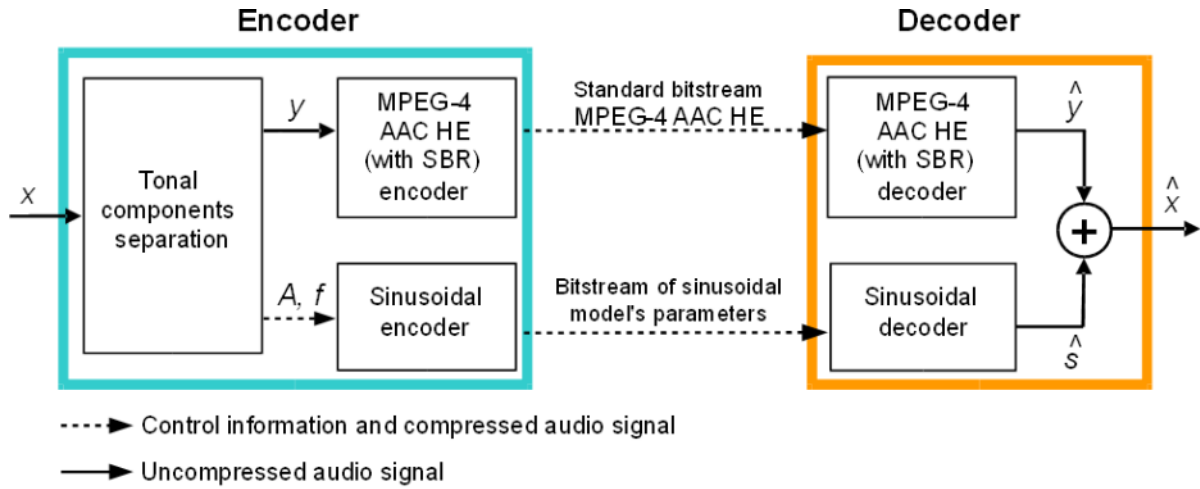 Encoder
Decoder
x
Tonal
components
separation
y
A, f
MPEG-4
AAC HE
(with SBR)
encoder
Sinusoidal
encoder
Standard bitstream
MPEG-4 AAC HE
Bitstream of sinusoidal
model's parameters
MPEG-4
AAC HE
(with SBR)
decoder
Sinusoidal
decoder
ŷ
ŝ
+
x̂
Control information and compressed audio signal
Uncompressed audio signal